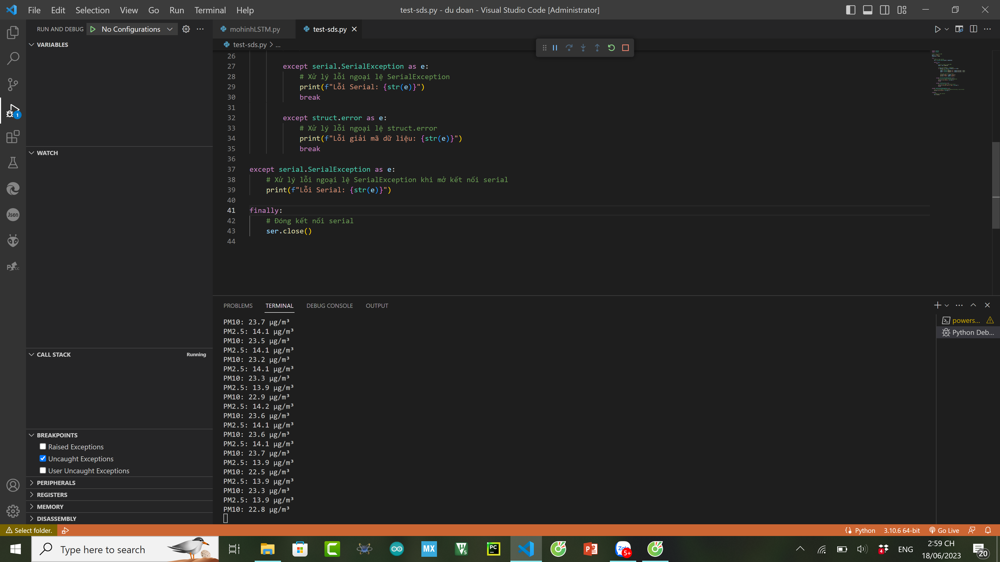 File Edit Selection View Go Run Terminal Help
test-sds.py - du doan - Visual Studio Code [Administrator]
RUN AND DEBUG No Configurations
mohinhLSTM.py test-sds.py
VARIABLES
test-sds.py > ...
26
27 except serial.SerialException as e:
28 # Xử lý lỗi ngoại lệ SerialException
29 print(f"Lỗi Serial: {str(e)}")
30 break
31
32 except struct.error as e:
33 # Xử lý lỗi ngoại lệ struct.error
34 print(f"Lỗi giải mã dữ liệu: {str(e)}")
35 break
36
37 except serial.SerialException as e:
38 # Xử lý lỗi ngoại lệ SerialException khi mở kết nối serial
39 print(f"Lỗi Serial: {str(e)}")
40
41 finally:
42 # Đóng kết nối serial
43 ser.close()
44
WATCH
CALL STACK Running
BREAKPOINTS
Raised Exceptions
Uncaught Exceptions
User Uncaught Exceptions
PERIPHERALS
REGISTERS
MEMORY
DISASSEMBLY
1
Json
PROBLEMS TERMINAL DEBUG CONSOLE OUTPUT
PM10: 23.7 µg/m³
PM2.5: 14.1 µg/m³
PM10: 23.5 µg/m³
PM2.5: 14.1 µg/m³
PM10: 23.2 µg/m³
PM2.5: 14.1 µg/m³
PM10: 23.3 µg/m³
PM2.5: 13.9 µg/m³
PM10: 22.9 µg/m³
PM2.5: 14.2 µg/m³
PM10: 23.6 µg/m³
PM2.5: 14.1 µg/m³
PM10: 23.6 µg/m³
PM2.5: 14.1 µg/m³
PM10: 23.7 µg/m³
PM2.5: 13.9 µg/m³
PM10: 22.5 µg/m³
PM2.5: 13.9 µg/m³
PM10: 23.3 µg/m³
PM2.5: 13.9 µg/m³
PM10: 22.8 µg/m³
powers...
Python Deb...
Select folder.
Python 3.10.6 64-bit Go Live
Type here to search
MX
5
PC
P
5+
4
ENG
2:59 CH
18/06/2023
20